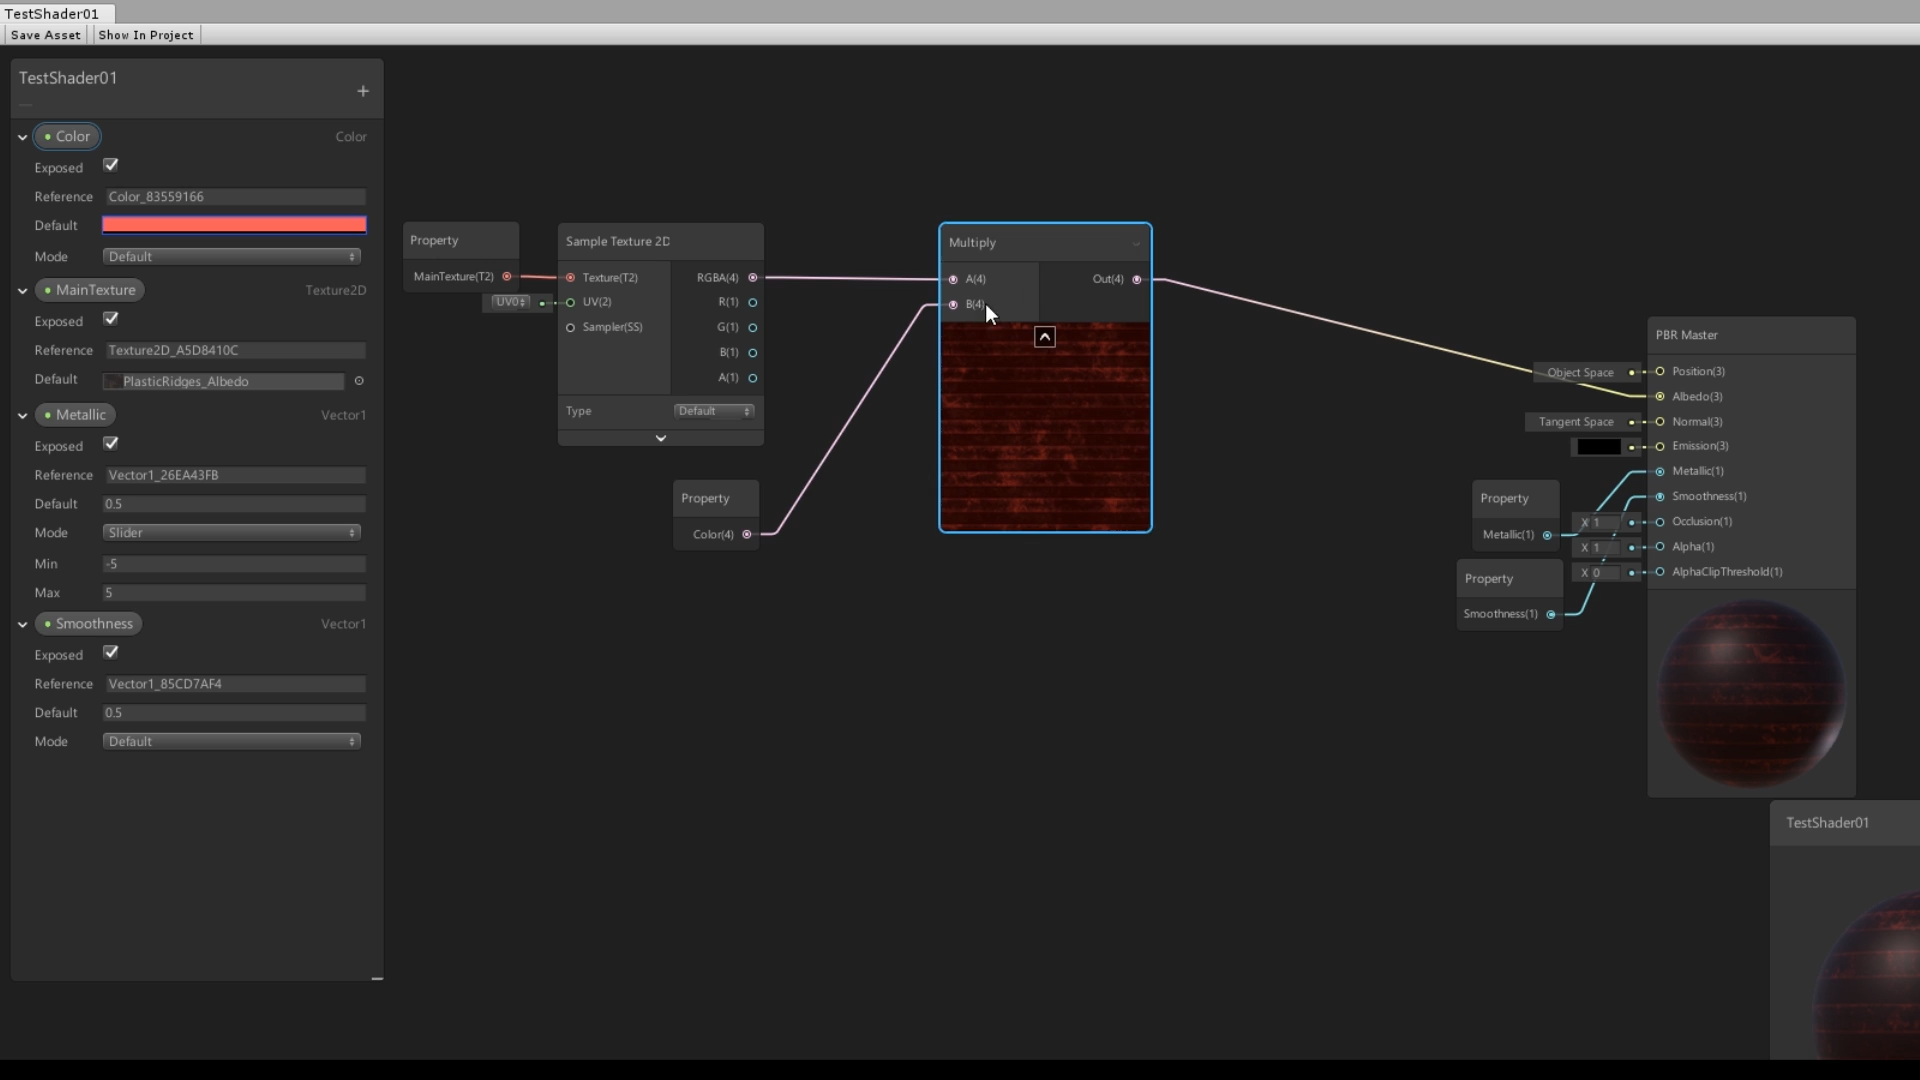 TestShader01
Save Asset
Show In Project
TestShader01
+
Color
Color
Exposed
Reference
Color_83559166
Default
Mode
Default
MainTexture
Texture2D
Exposed
Reference
Texture2D_A5D8410C
Default
PlasticRidges_Albedo
Metallic
Vector1
Exposed
Reference
Vector1_26EA43FB
Default
0.5
Mode
Slider
Min
-5
Max
5
Smoothness
Vector1
Exposed
Reference
Vector1_85CD7AF4
Default
0.5
Mode
Default
Property
MainTexture(T2)
UV0
Sample Texture 2D
Texture(T2)
UV(2)
Sampler(SS)
RGBA(4)
R(1)
G(1)
B(1)
A(1)
Type
Default
Property
Color(4)
Multiply
A(4)
B(4)
Out(4)
PBR Master
Object Space
Position(3)
Albedo(3)
Tangent Space
Normal(3)
Emission(3)
Metallic(1)
Smoothness(1)
X 1
Occlusion(1)
X 1
Alpha(1)
X 0
AlphaClipThreshold(1)
Property
Metallic(1)
Property
Smoothness(1)
TestShader01